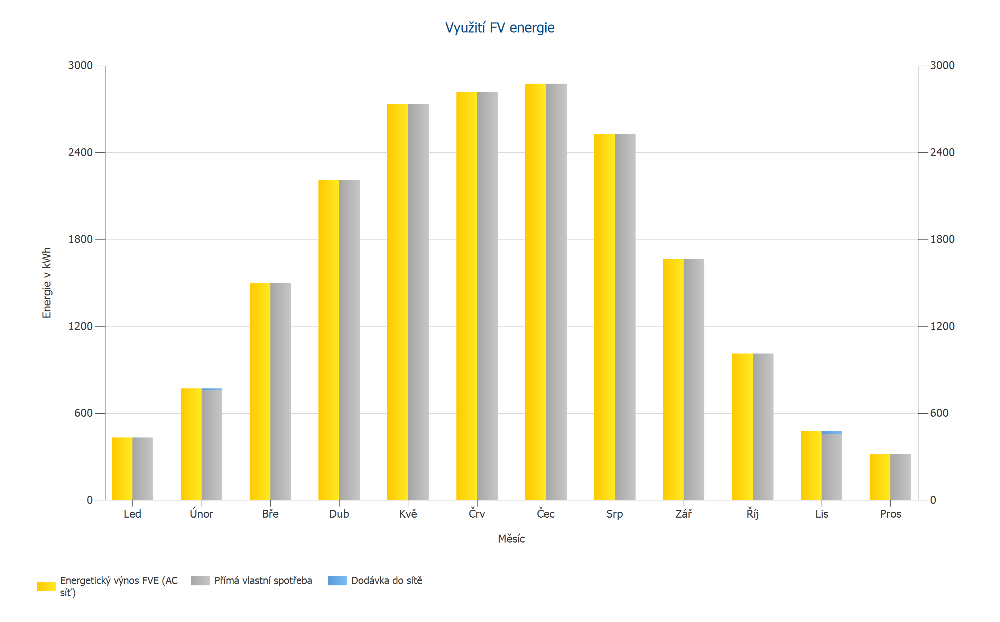 Využití FV energie
3000
3000
2400
2400
1800
1800
Energie v kWh
1200
1200
600
600
0
0
Led Únor Bře Dub Kvě Črv Čec Srp Zář Říj Lis Pros
Měsíc
Energetický výnos FVE (AC
síť)
Přímá vlastní spotřeba
Dodávka do sítě